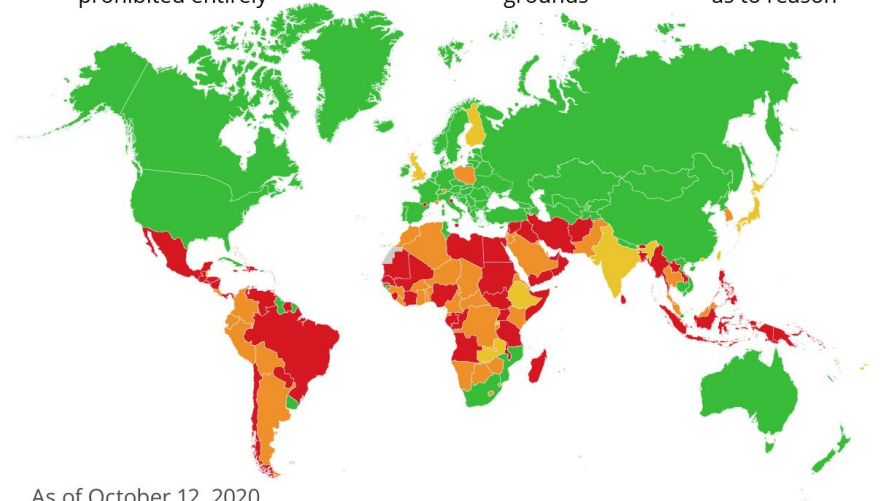 prohibited entirely grounds as to reason
As of October 12, 2020